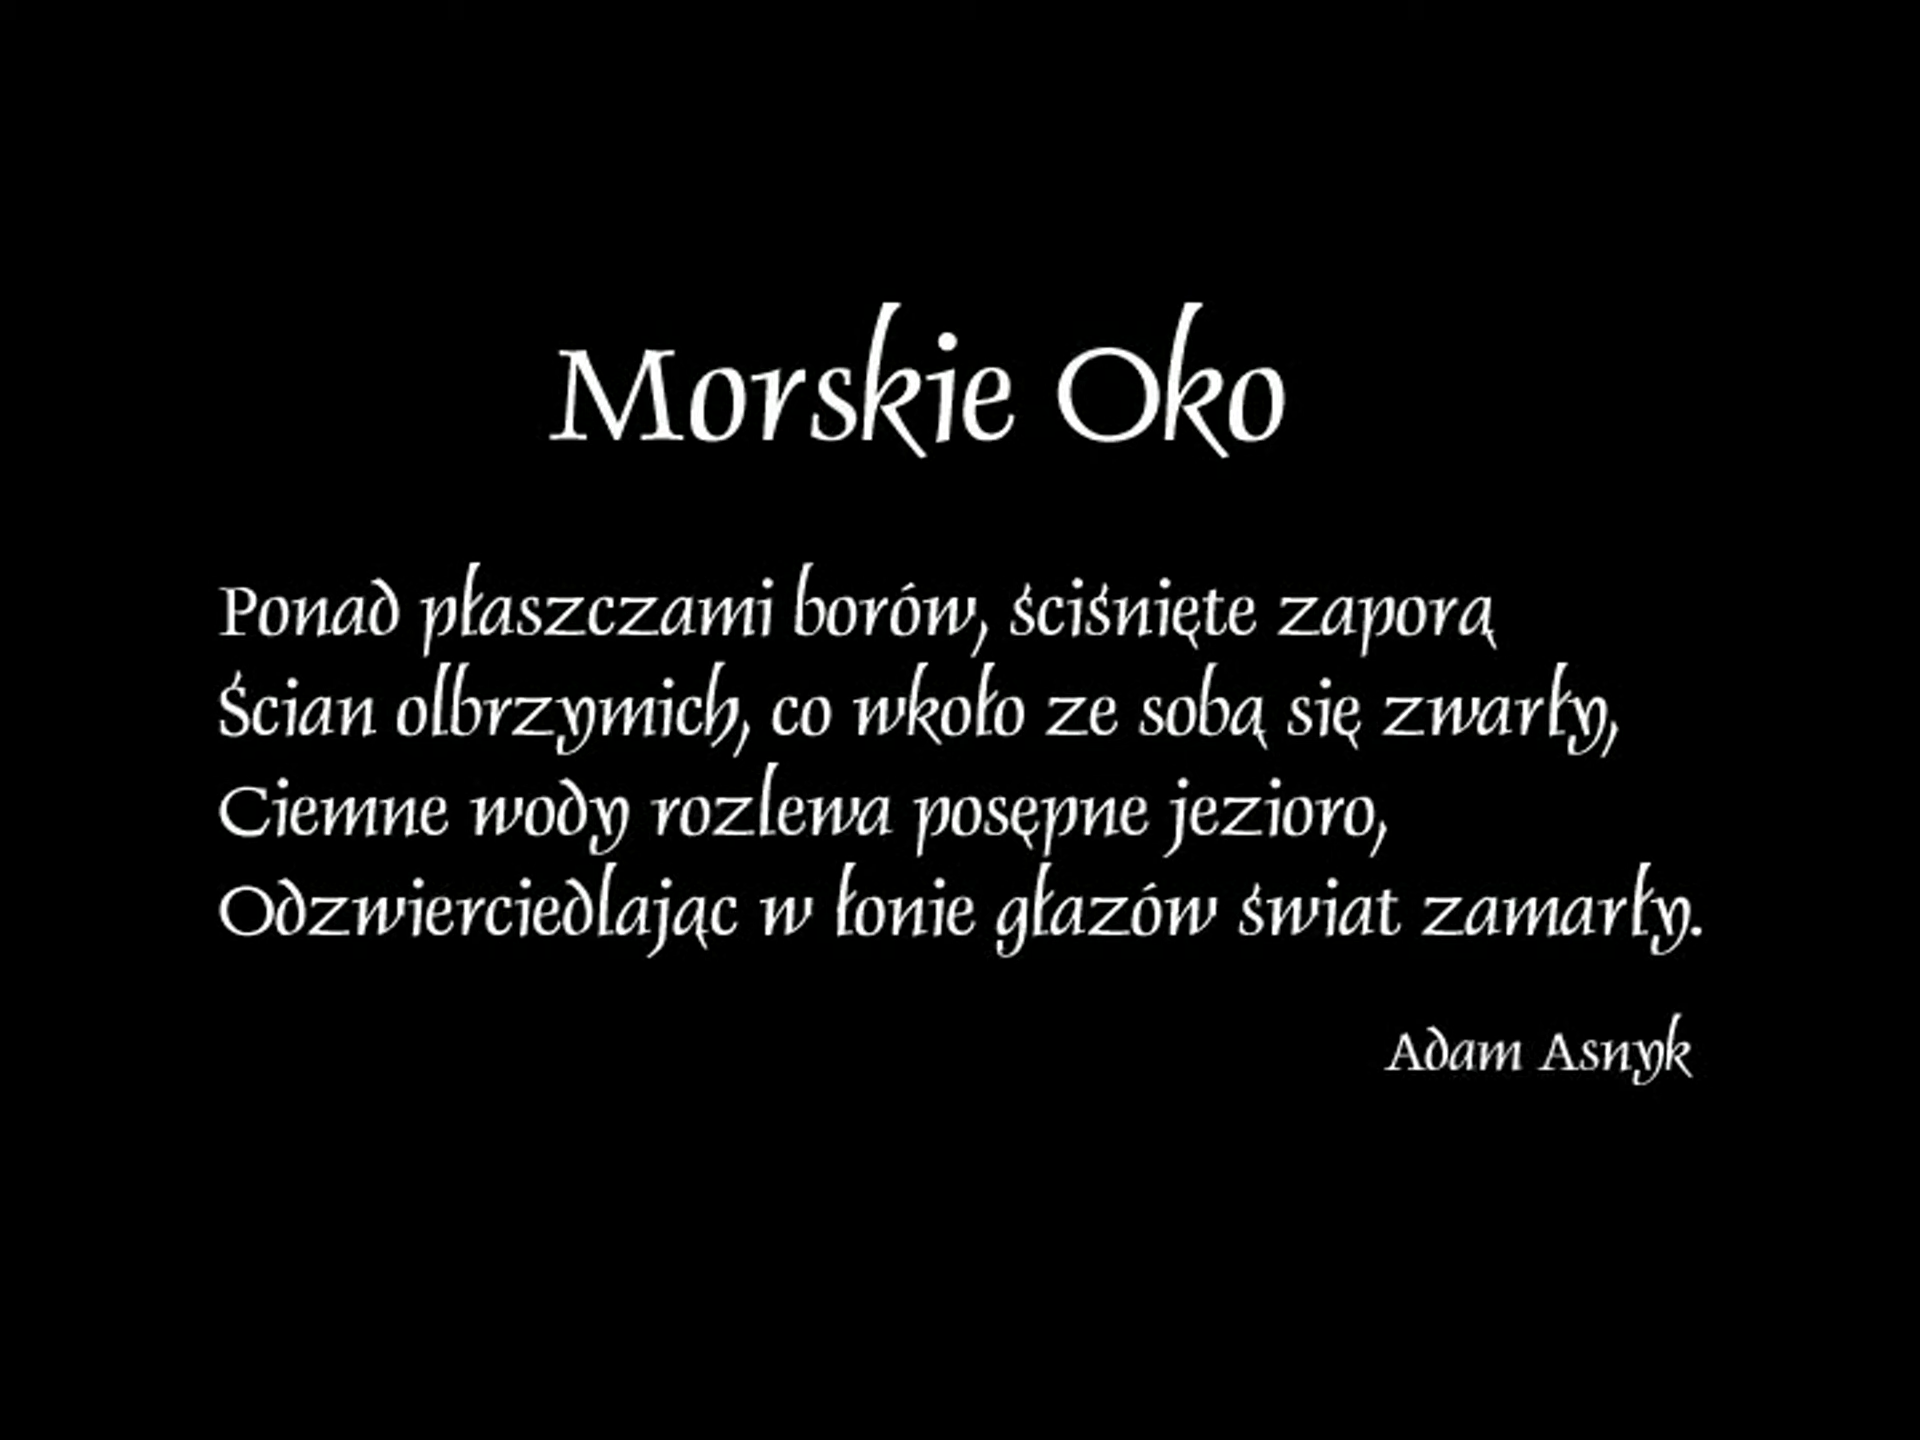 Morskie Oko
Ponad płaszczami borów, ściśnięte zaporą
Ścian olbrzymich, co wkoło ze sobą się zwarły,
Ciemne wody rozlewa posępne jezioro,
Odzwierciedlając w łonie głazów świat zamarły.
Adam Asnyk